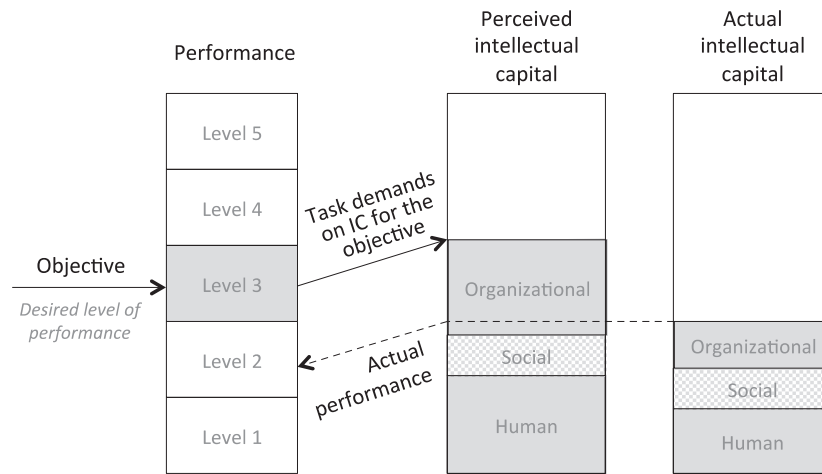 Performance
Perceived
intellectual
capital
Actual
intellectual
capital
Level 5
Level 4
Level 3
Level 2
Level 1
Objective
Desired level of
performance
Task demands
on IC for the
objective
Actual
performance
Organizational
Social
Human
Organizational
Social
Human